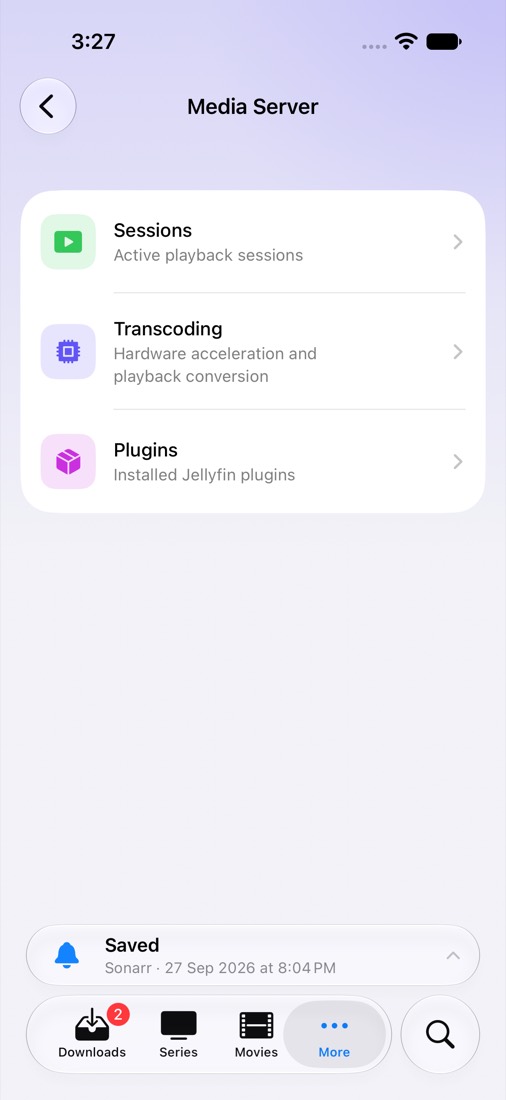 3:27
Media Server
Sessions
Active playback sessions
Transcoding
Hardware acceleration and
playback conversion
Plugins
Installed Jellyfin plugins
Saved
Sonarr · 27 Sep 2026 at 8:04 PM
2
Downloads
Series
Movies
More